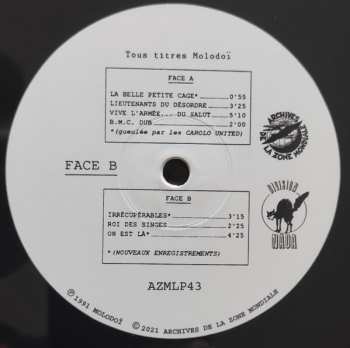 Tous titres Molodoï
FACE A
LA BELLE PETITE CAGE* 0'55
LIEUTENANTS DU DÉSORDRE 3'25
VIVE L'ARMÉE... DU SALUT 5'10
B.M.C. DUB 2'00
*(gueulée par les CAROLO UNITED)
ARCHIVES DE LA ZONE MONDIALE
FACE B
FACE B
IRRÉCUPÉRABLES* 3'15
ROI DES SINGES 2'25
ON EST LÀ* 4'25
*(NOUVEAUX ENREGISTREMENTS)
DIVISION NADA
AZMLP43
Ⓟ 1991 MOLODOÏ © 2021 ARCHIVES DE LA ZONE MONDIALE